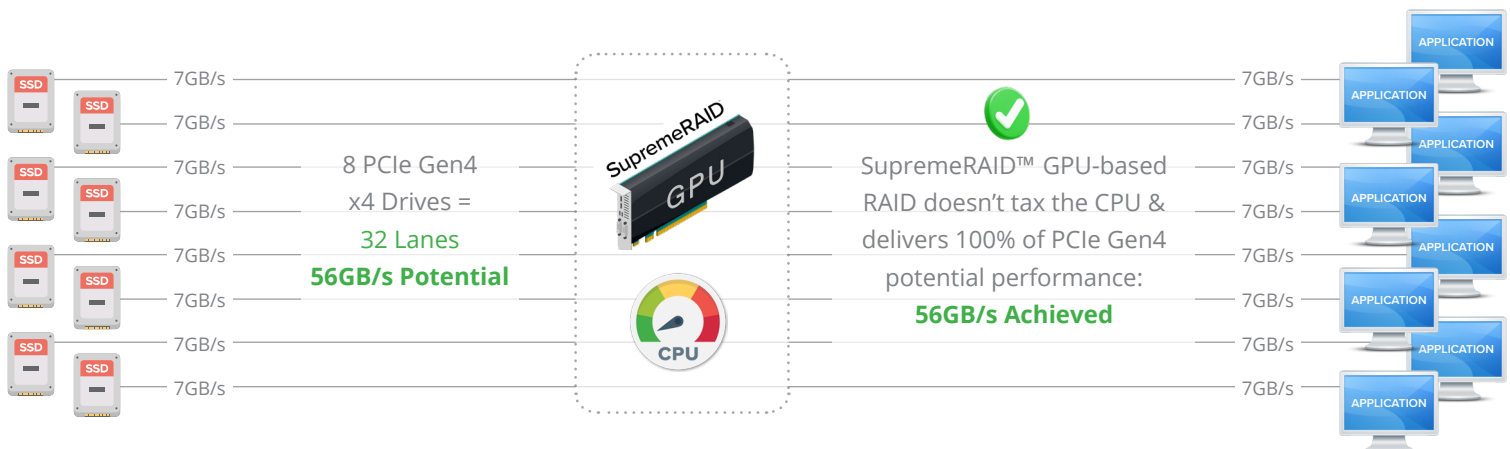 SSD
7GB/s
SSD
7GB/s
SSD
7GB/s
SSD
7GB/s
SSD
7GB/s
SSD
7GB/s
SSD
7GB/s
SSD
7GB/s
8 PCIe Gen4
x4 Drives =
32 Lanes
56GB/s Potential
SupremeRAID
GPU
CPU
SupremeRAID™ GPU-based
RAID doesn’t tax the CPU &
delivers 100% of PCIe Gen4
potential performance:
56GB/s Achieved
7GB/s
7GB/s
7GB/s
7GB/s
7GB/s
7GB/s
7GB/s
7GB/s
APPLICATION
APPLICATION
APPLICATION
APPLICATION
APPLICATION
APPLICATION
APPLICATION
APPLICATION